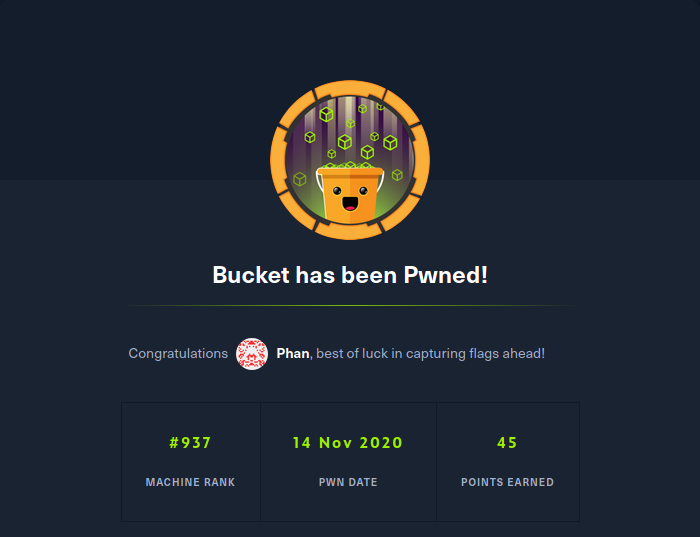 Bucket has been Pwned!
Congratulations Phan, best of luck in capturing flags ahead!
#937 14 Nov 2020 45
MACHINE RANK PWN DATE POINTS EARNED